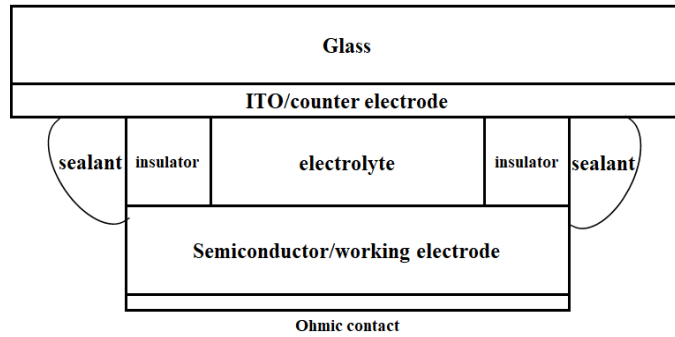 Glass
ITO/counter electrode
sealant
insulator
electrolyte
insulator
sealant
Semiconductor/working electrode
Ohmic contact